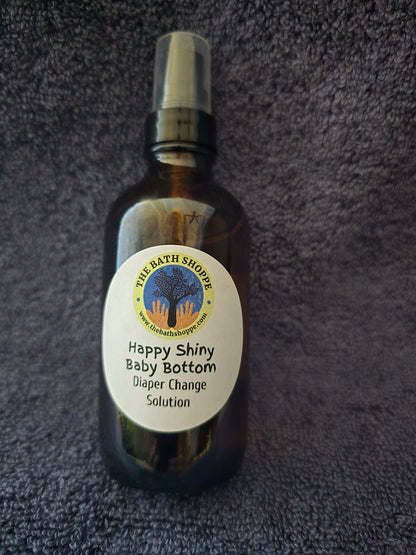 THE BATH SHOPPE
www.thebathshoppe.com
Happy Shiny
Baby Bottom
Diaper Change
Solution